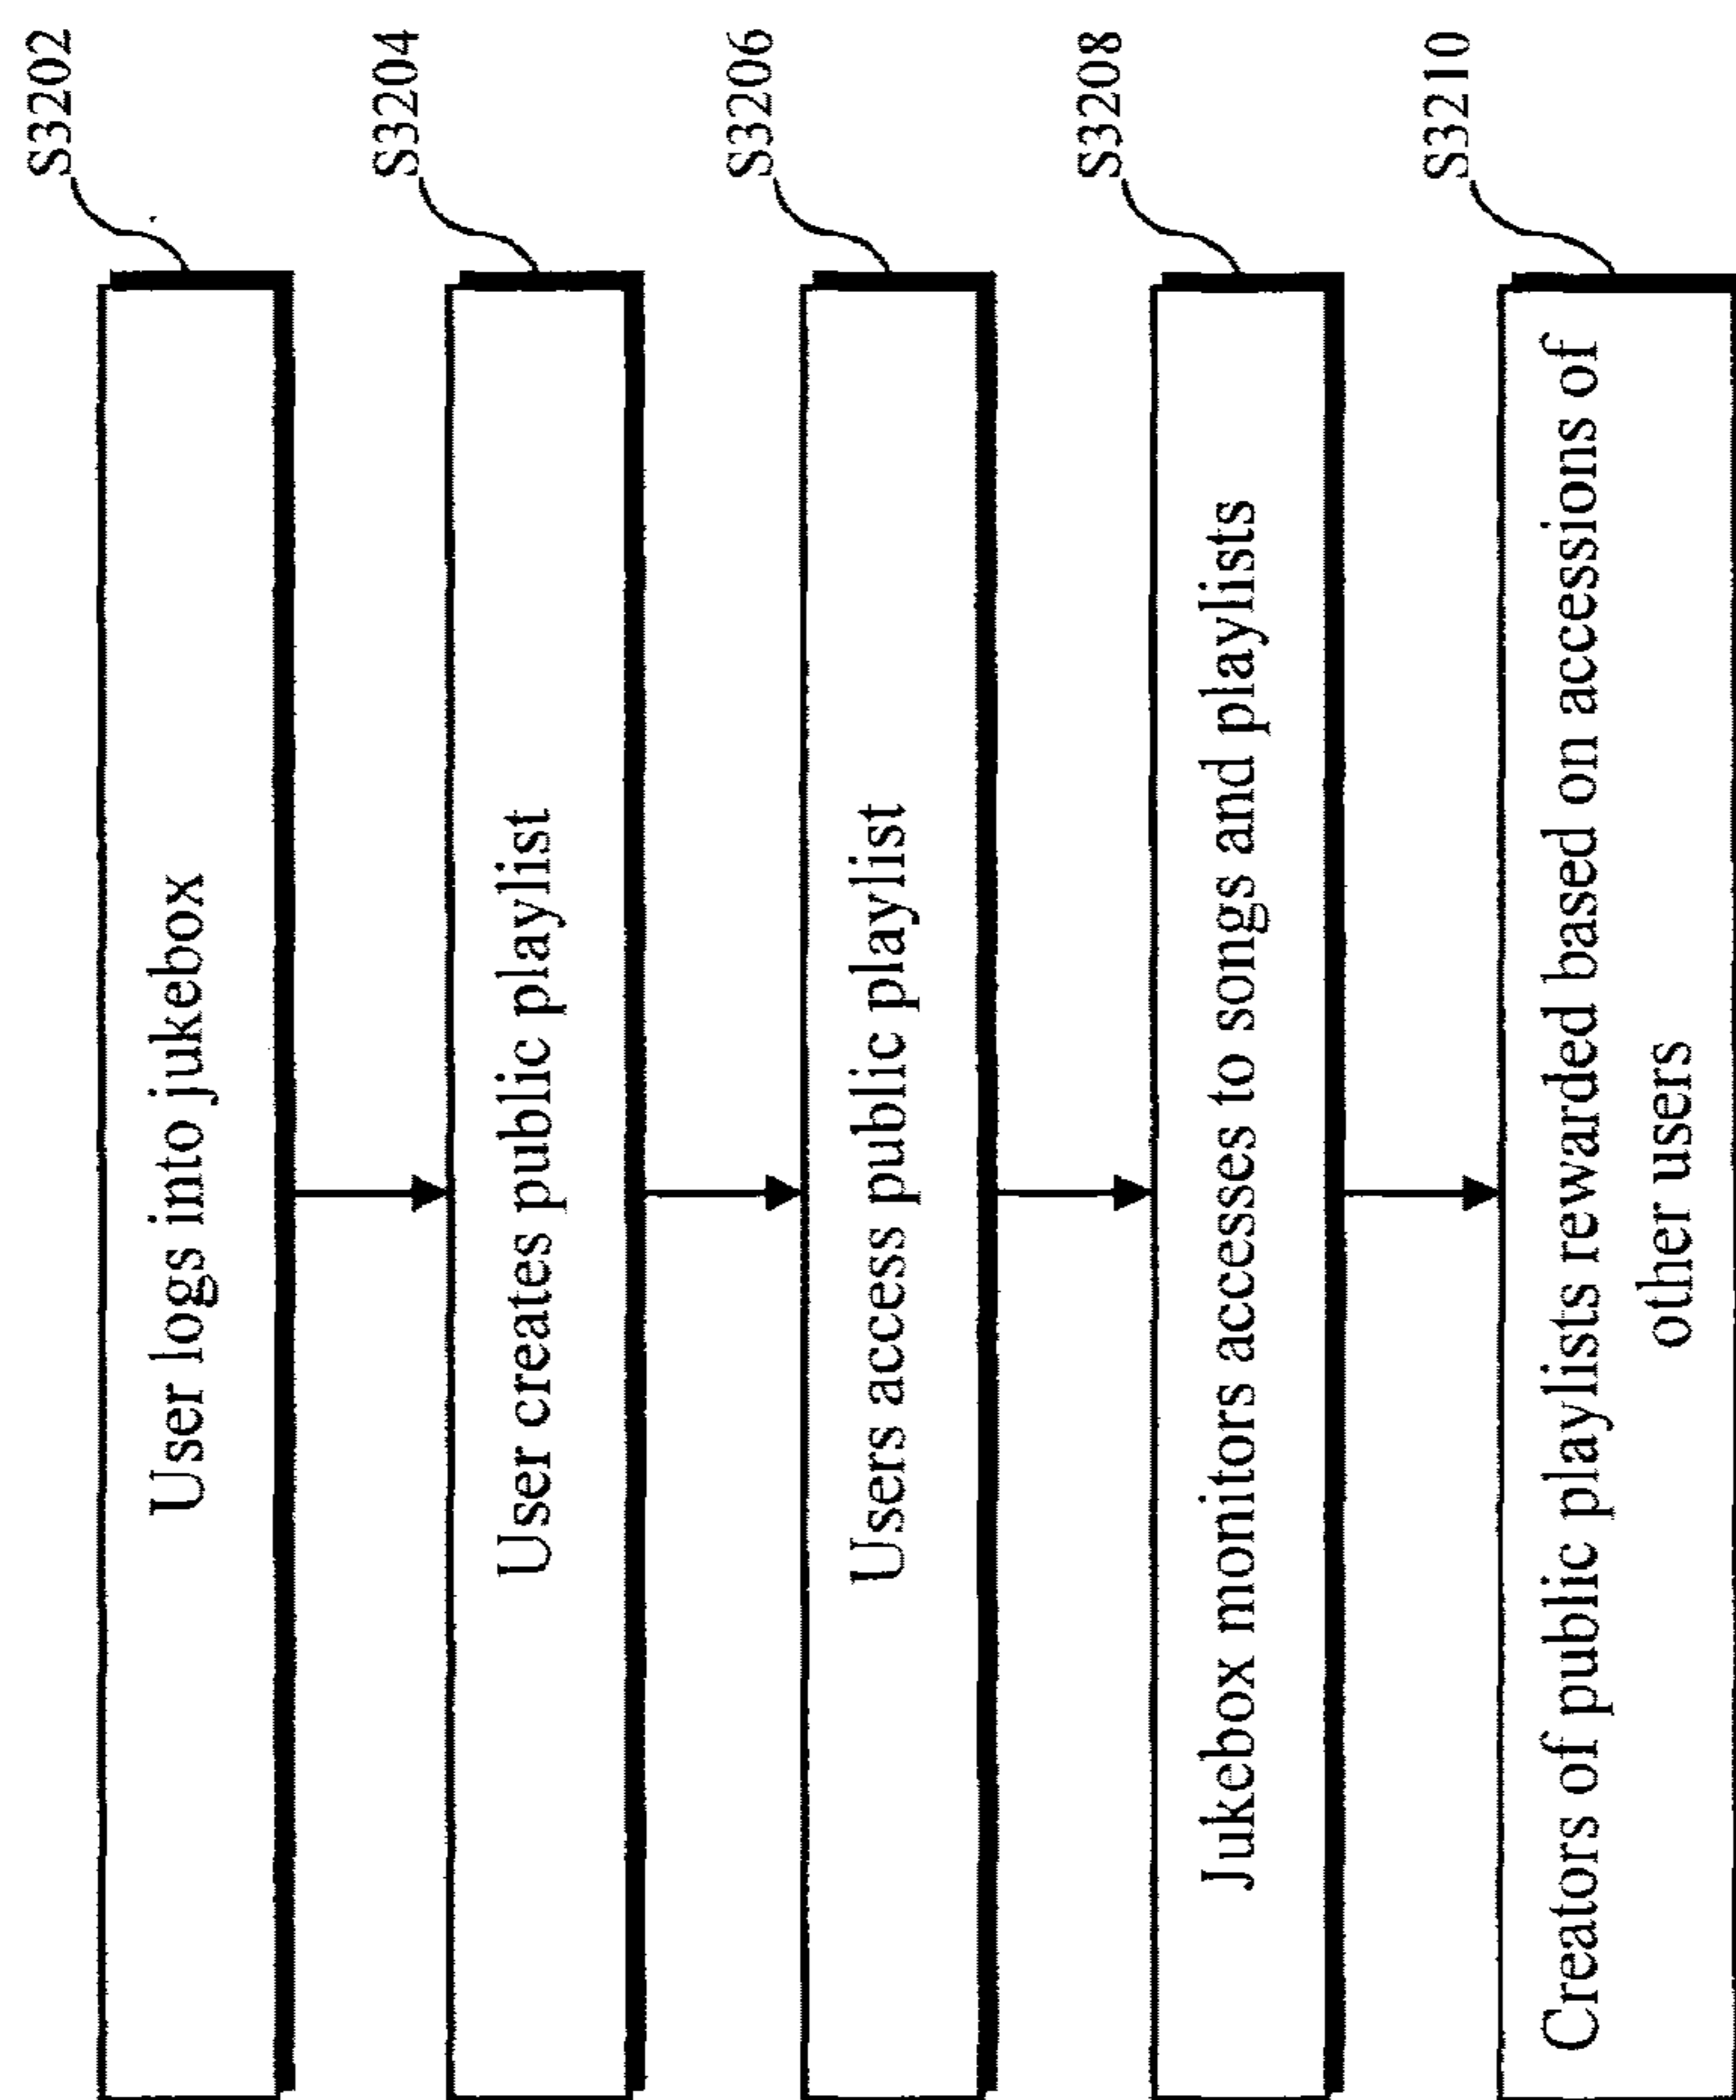 User logs into jukebox
S3202
User creates public playlist
S3204
Users access public playlist
S3206
Jukebox monitors accesses to songs and playlists
S3208
Creators of public playlists rewarded based on accessions of
other users
S3210